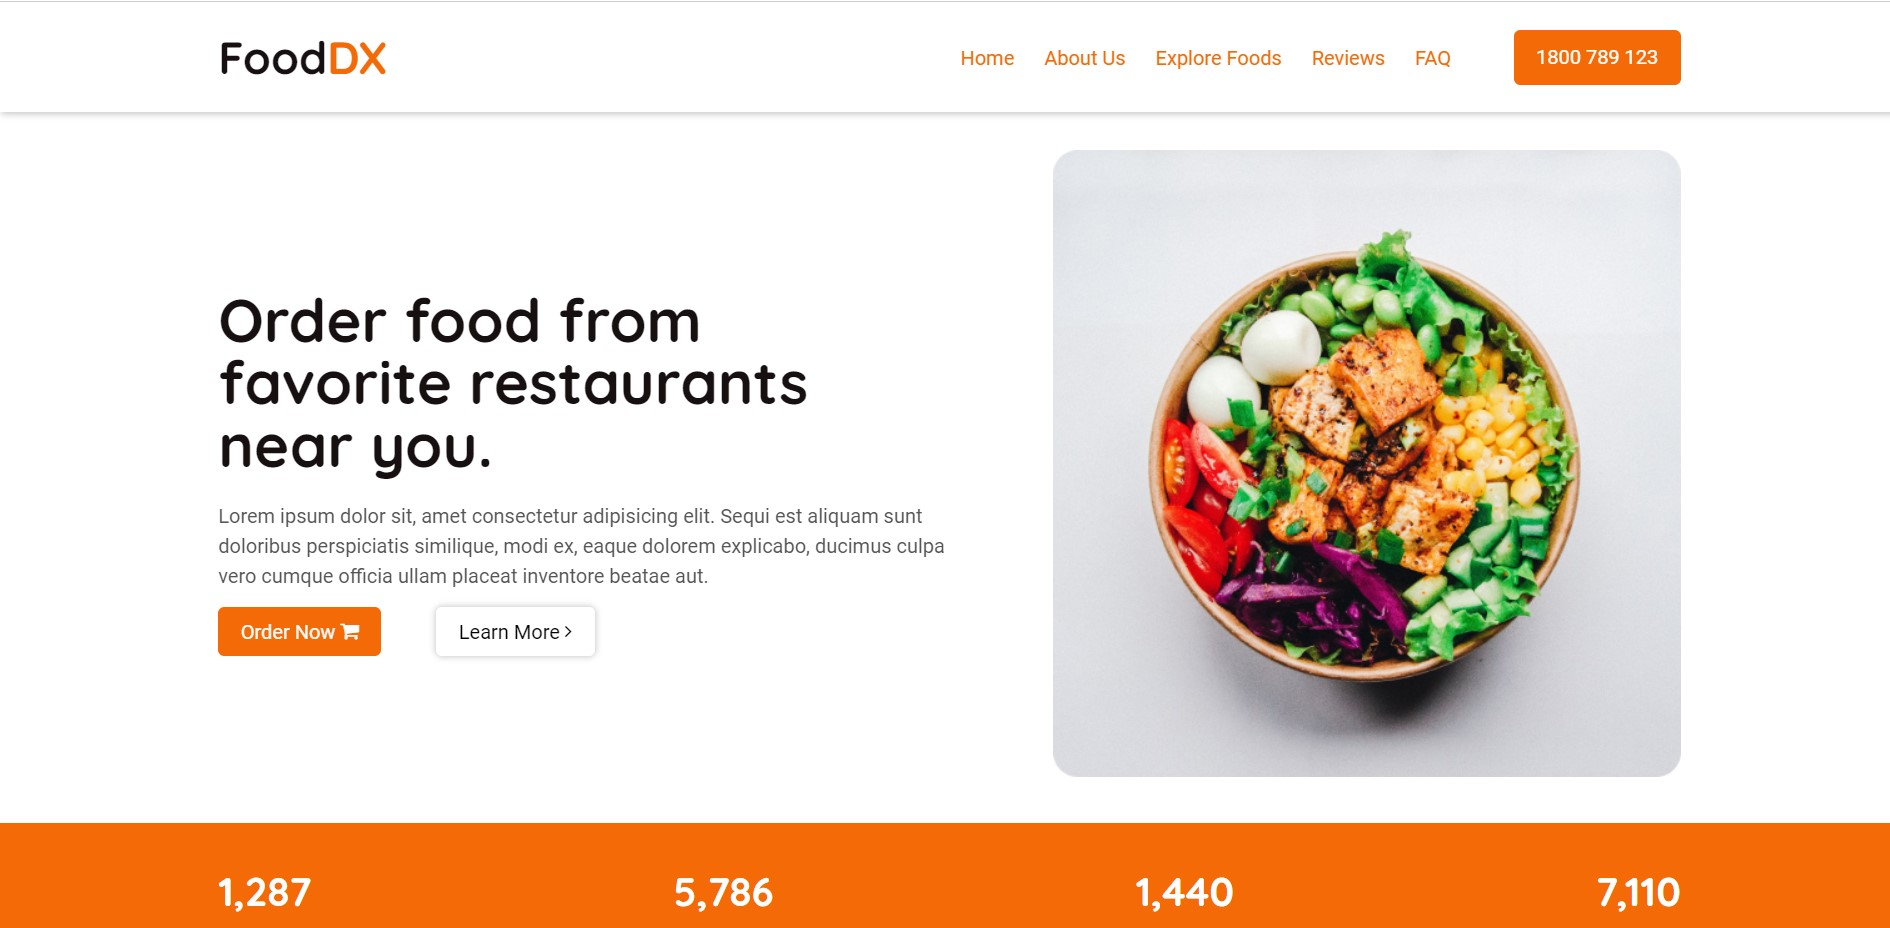 FoodDX
Home About Us Explore Foods Reviews FAQ 1800 789 123
Order food from
favorite restaurants
near you.
Lorem ipsum dolor sit, amet consectetur adipisicing elit. Sequi est aliquam sunt
doloribus perspiciatis similique, modi ex, eaque dolorem explicabo, ducimus culpa
vero cumque officia ullam placeat inventore beatae aut.
Order Now Learn More
1,287 5,786 1,440 7,110